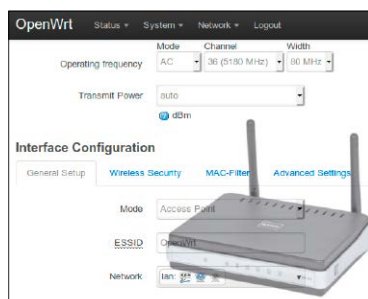 OpenWrt Status System Network Logout
Mode Channel Width
Operating frequency AC 36 (5180 MHz) 80 MHz
Transmit Power auto
dBm
Interface Configuration
General Setup Wireless Security MAC-Filter Advanced Settings
Mode Access Point
ESSID OpenWrt
Network lan: